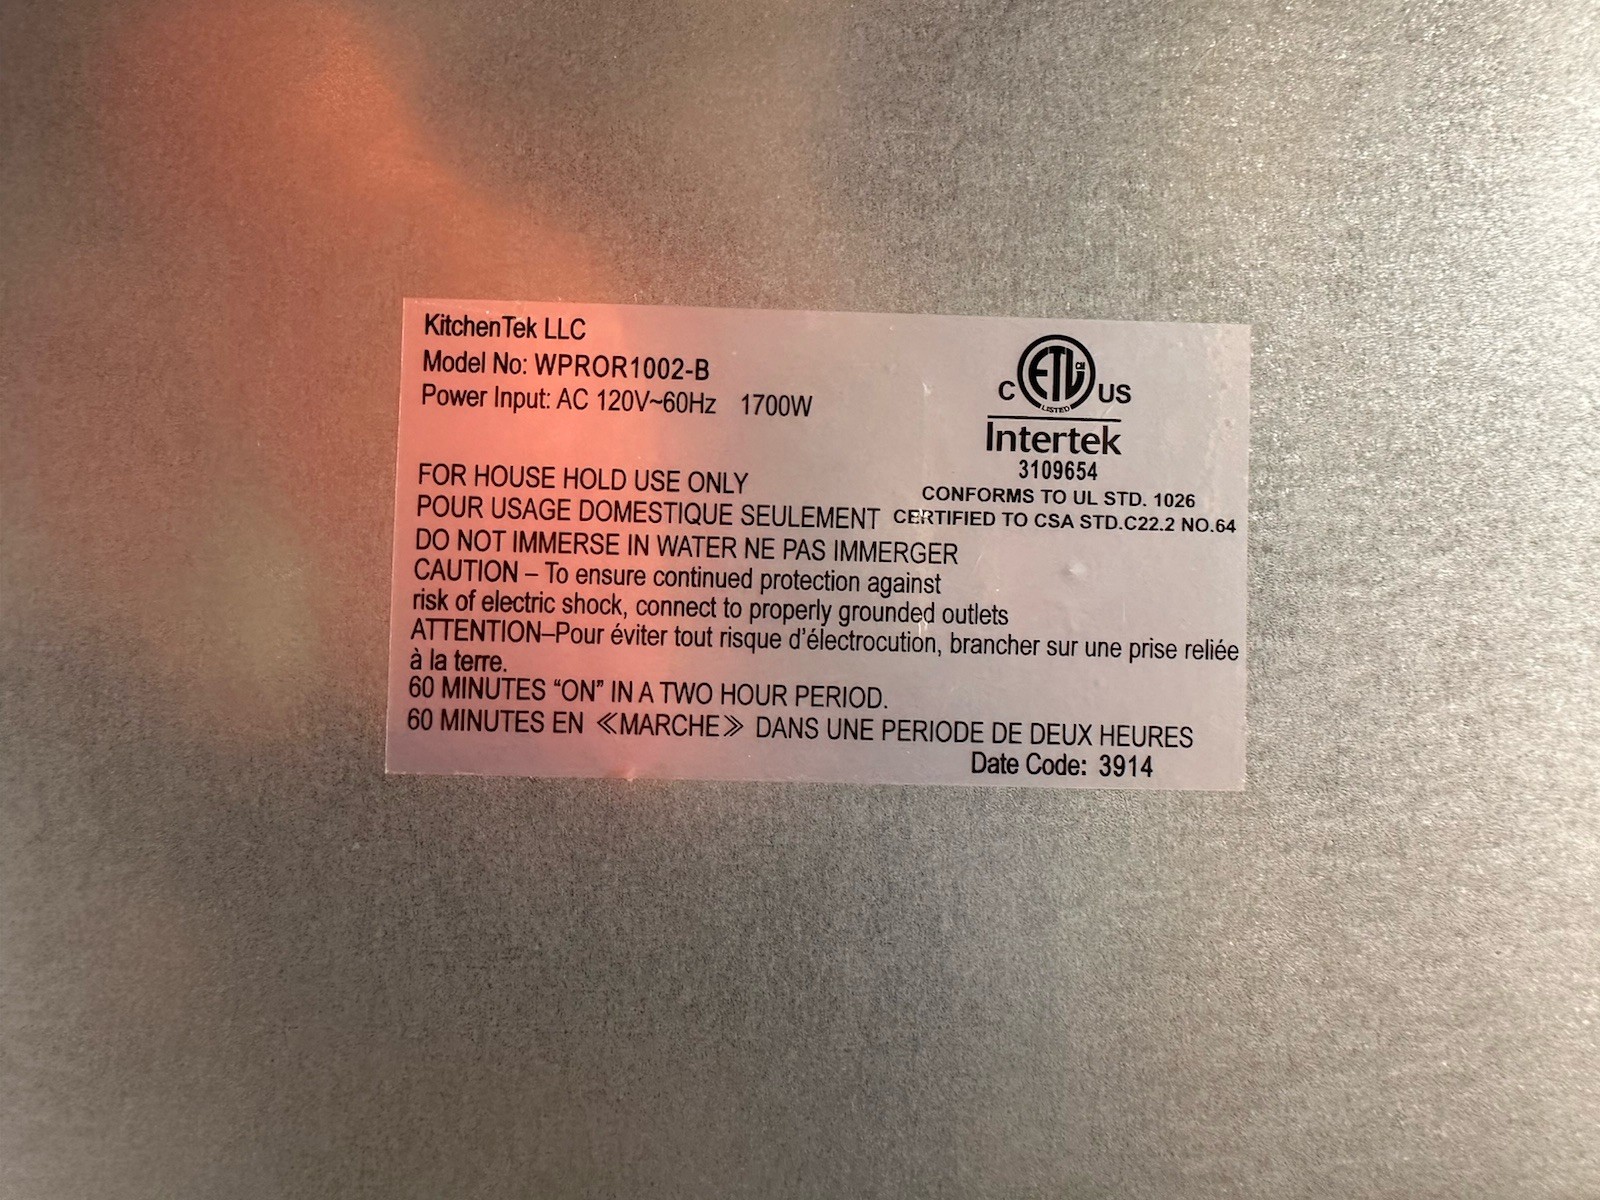 KitchenTek LLC
Model No: WPROR1002-B
Power Input: AC 120V~60Hz 1700W
C ETL CM US
LISTED
Intertek
3109654
CONFORMS TO UL STD. 1026
CERTIFIED TO CSA STD.C22.2 NO.64
FOR HOUSE HOLD USE ONLY
POUR USAGE DOMESTIQUE SEULEMENT
DO NOT IMMERSE IN WATER NE PAS IMMERGER
CAUTION – To ensure continued protection against
risk of electric shock, connect to properly grounded outlets
ATTENTION–Pour éviter tout risque d'électrocution, brancher sur une prise reliée
à la terre.
60 MINUTES “ON” IN A TWO HOUR PERIOD.
60 MINUTES EN ≪MARCHE≫ DANS UNE PERIODE DE DEUX HEURES
Date Code: 3914